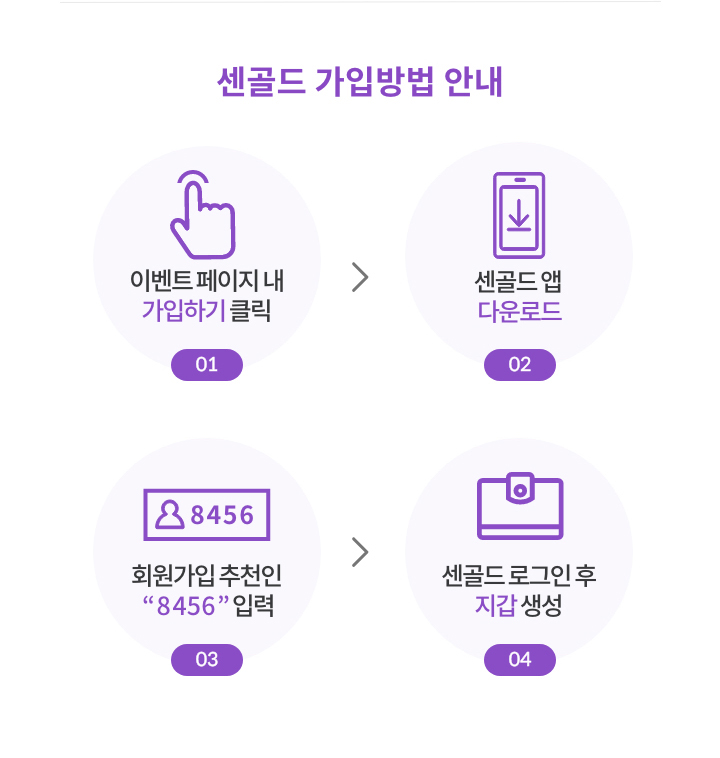 센골드 가입방법 안내
이벤트 페이지 내
가입하기 클릭
01
센골드 앱
다운로드
02
8456
회원가입 추천인
“8456” 입력
03
센골드 로그인 후
지갑 생성
04